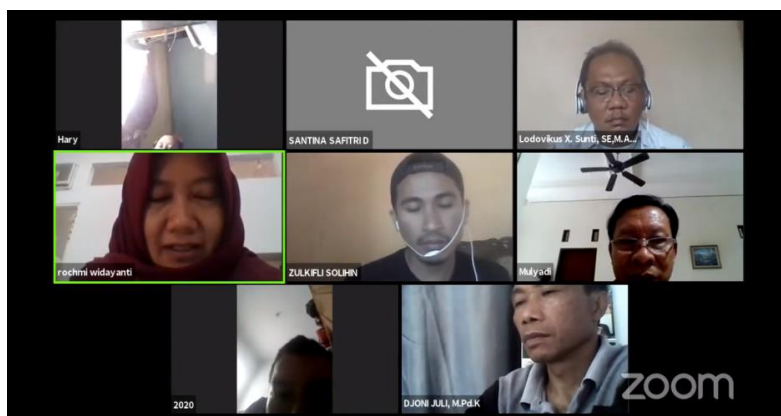 Hary
SANTINA SAFITRI D
Lodovikus X. Sunti, SE,M.A...
rochmi widayanti
ZULKIFLI SOLIHIN
Mulyadi
2020
DJONI JULI, M.Pd.K
zoom